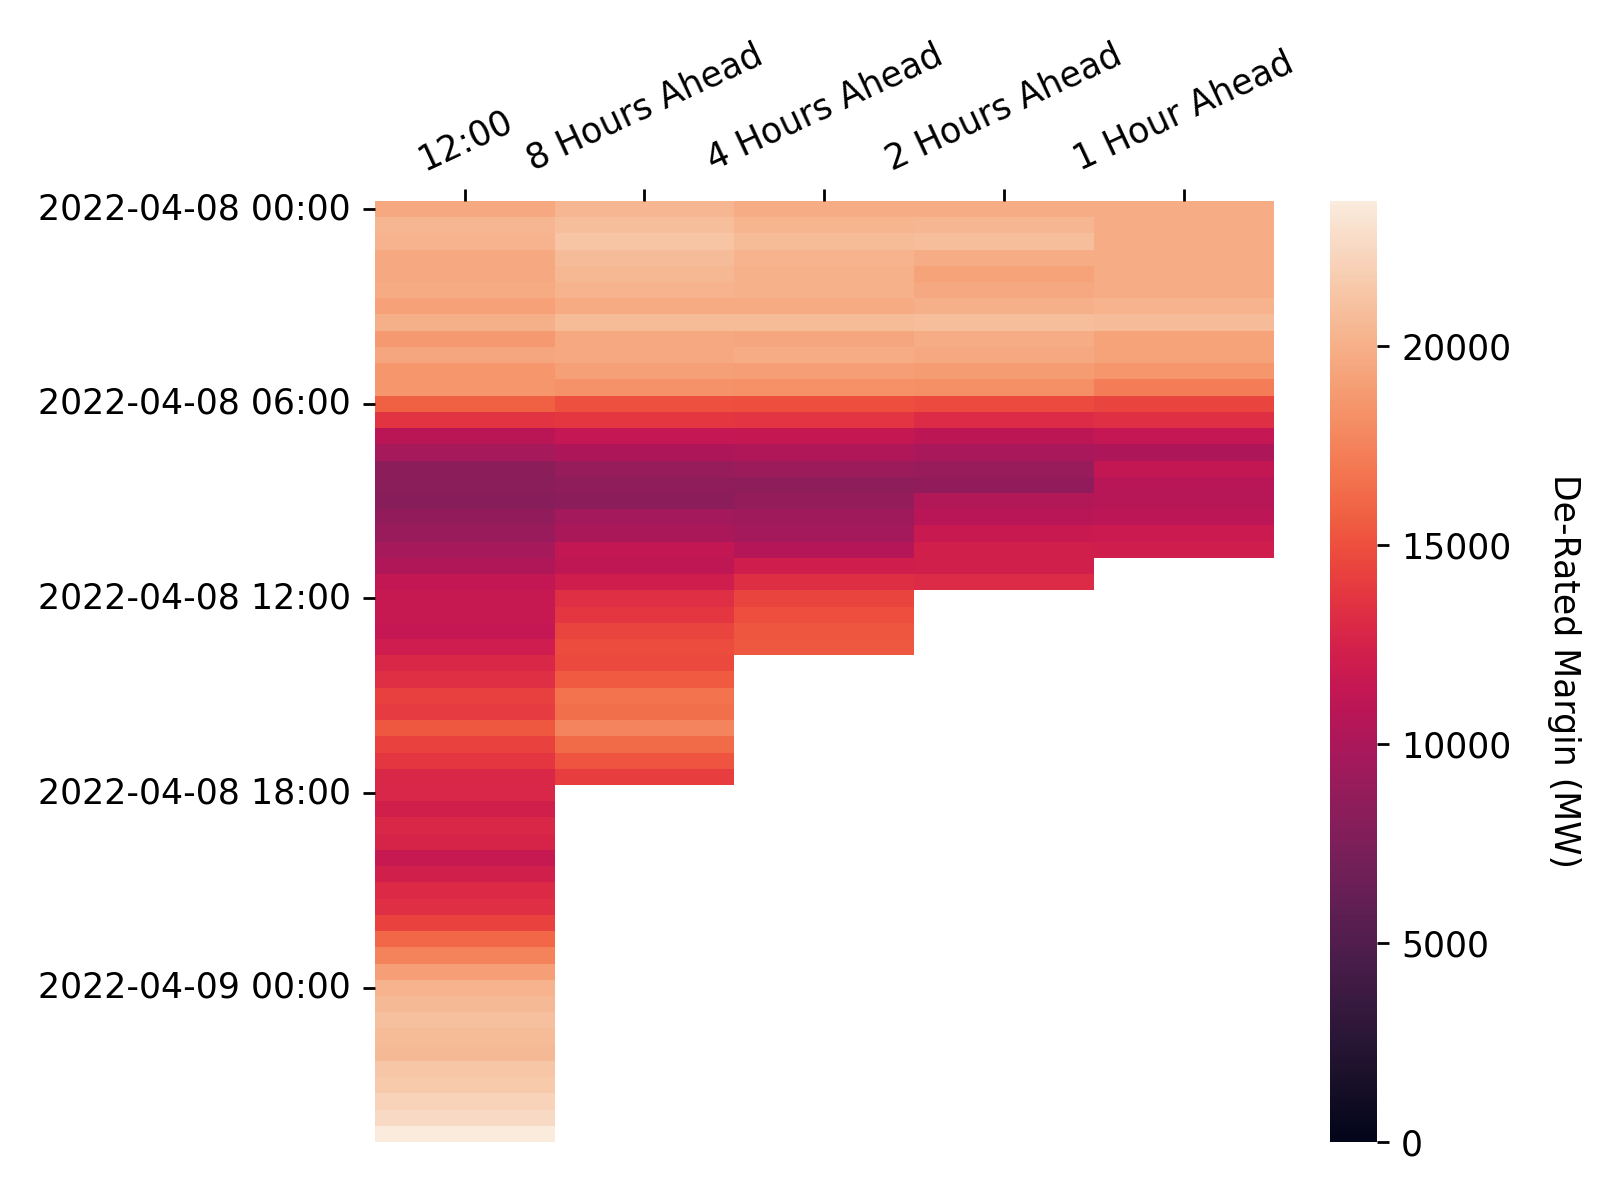 12:00
8 Hours Ahead
4 Hours Ahead
2 Hours Ahead
1 Hour Ahead
2022-04-08 00:00
2022-04-08 06:00
2022-04-08 12:00
2022-04-08 18:00
2022-04-09 00:00
20000
15000
10000
5000
0
De-Rated Margin (MW)